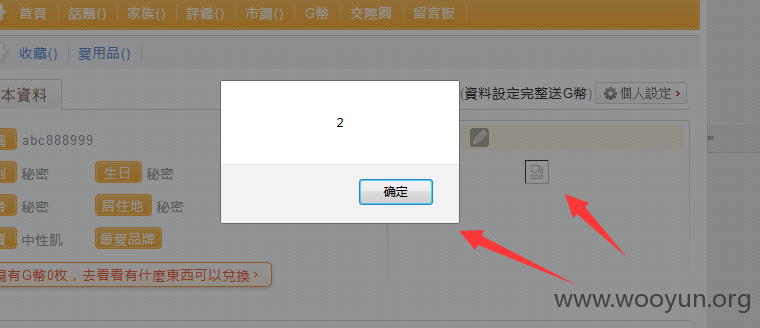 首頁 話題() 家族() 評鑑() 市調() G幣 交際圈 留言板
收藏() 愛用品()
本資料 (資料設定完整送G幣) 個人設定 ›
abc888999
秘密 生日 秘密
秘密 居住地 秘密
中性肌 最愛品牌
現有G幣0枚，去看看有什麼東西可以兌換 ›
2
确定
www.wooyun.org